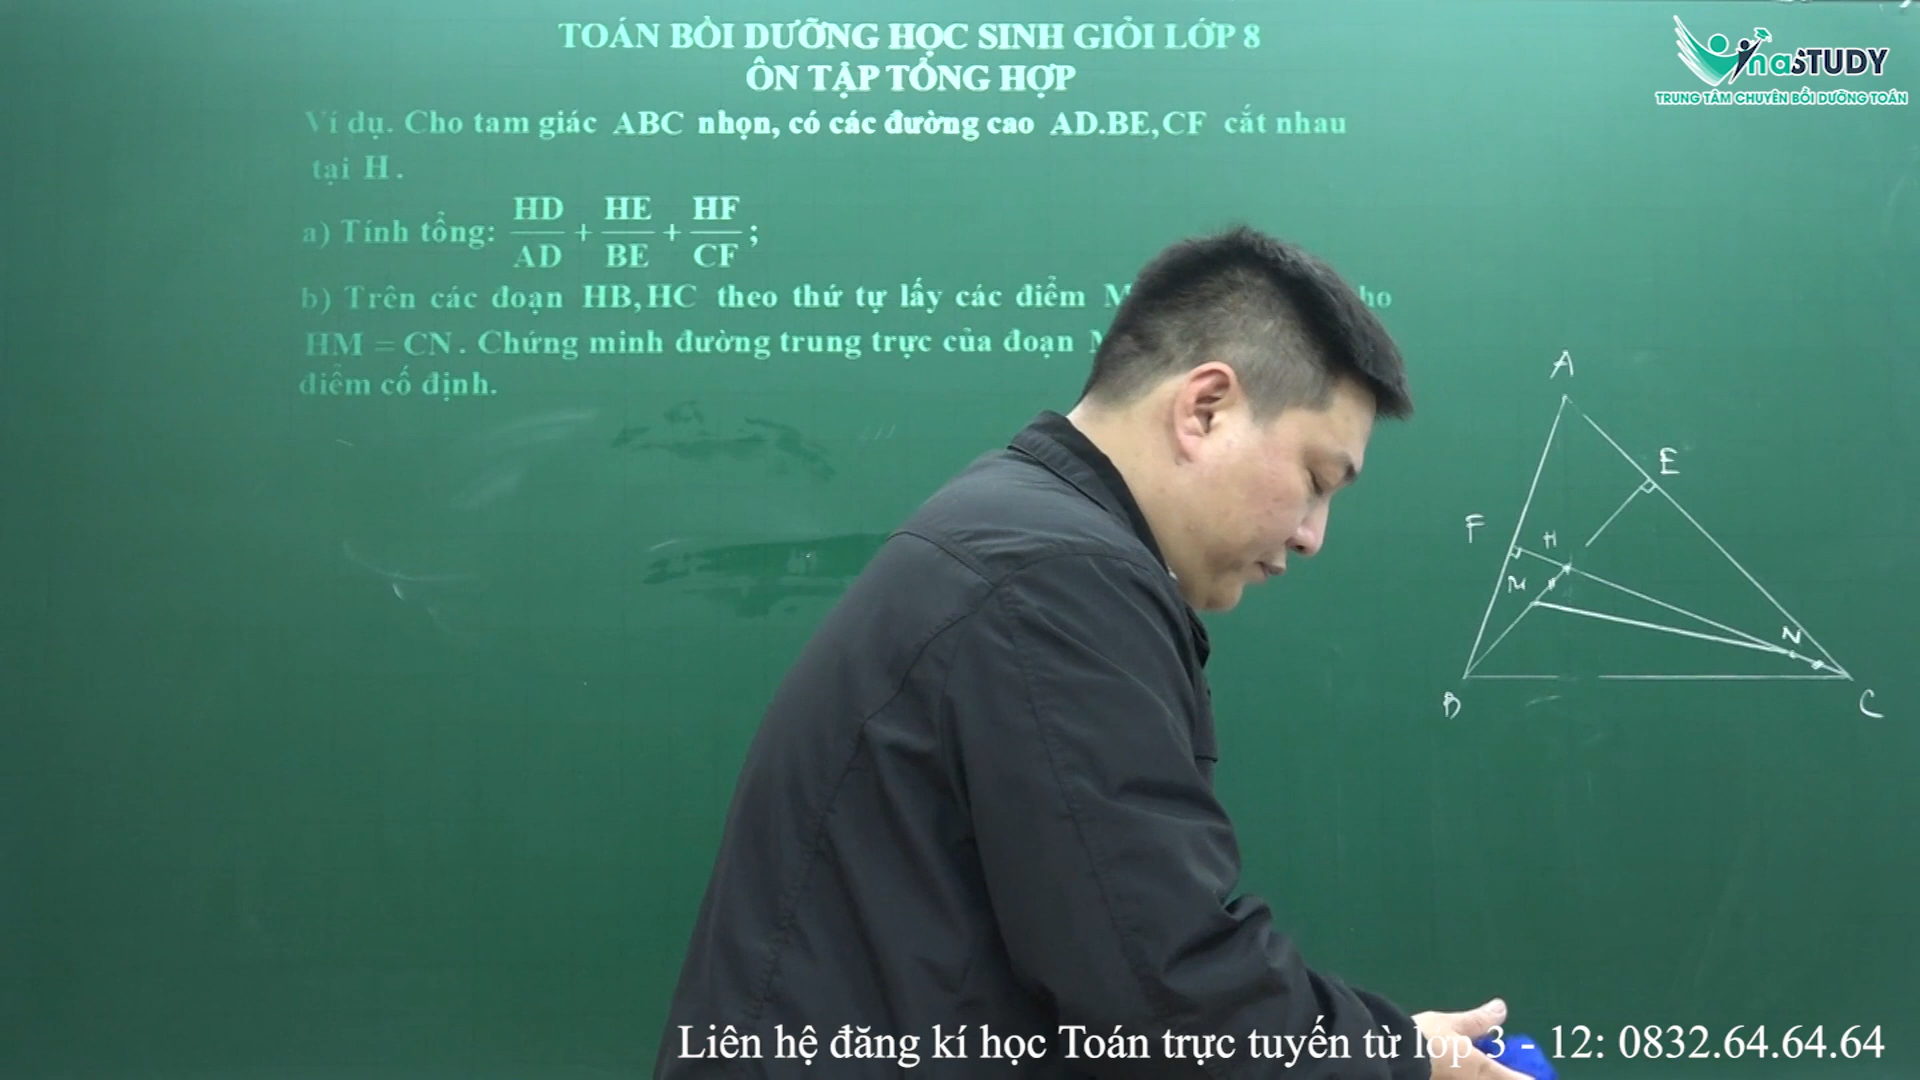 TOÁN BỒI DƯỠNG HỌC SINH GIỎI LỚP 8
ÔN TẬP TỔNG HỢP
Ví dụ. Cho tam giác ABC nhọn, có các đường cao AD.BE,CF cắt nhau
tại H.
a) Tính tổng: HD/AD + HE/BE + HF/CF;
b) Trên các đoạn HB,HC theo thứ tự lấy các điểm M
HM = CN. Chứng minh đường trung trực của đoạn
điểm cố định.
VinaSTUDY
TRUNG TÂM CHUYÊN BỒI DƯỠNG TOÁN
A
E
F
H
M
N
B
C
Liên hệ đăng kí học Toán trực tuyến từ lớp 3 - 12: 0832.64.64.64